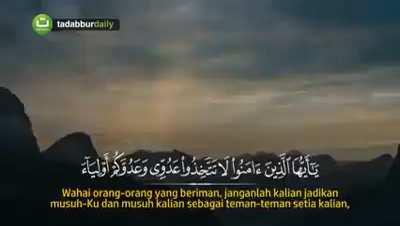 tadabburdaily
يَـٰٓأَيُّهَا ٱلَّذِينَ ءَامَنُوا۟ لَا تَتَّخِذُوا۟ عَدُوِّى وَعَدُوَّكُمْ أَوْلِيَآءَ
Wahai orang-orang yang beriman, janganlah kalian jadikan
musuh-Ku dan musuh kalian sebagai teman-teman setia kalian,